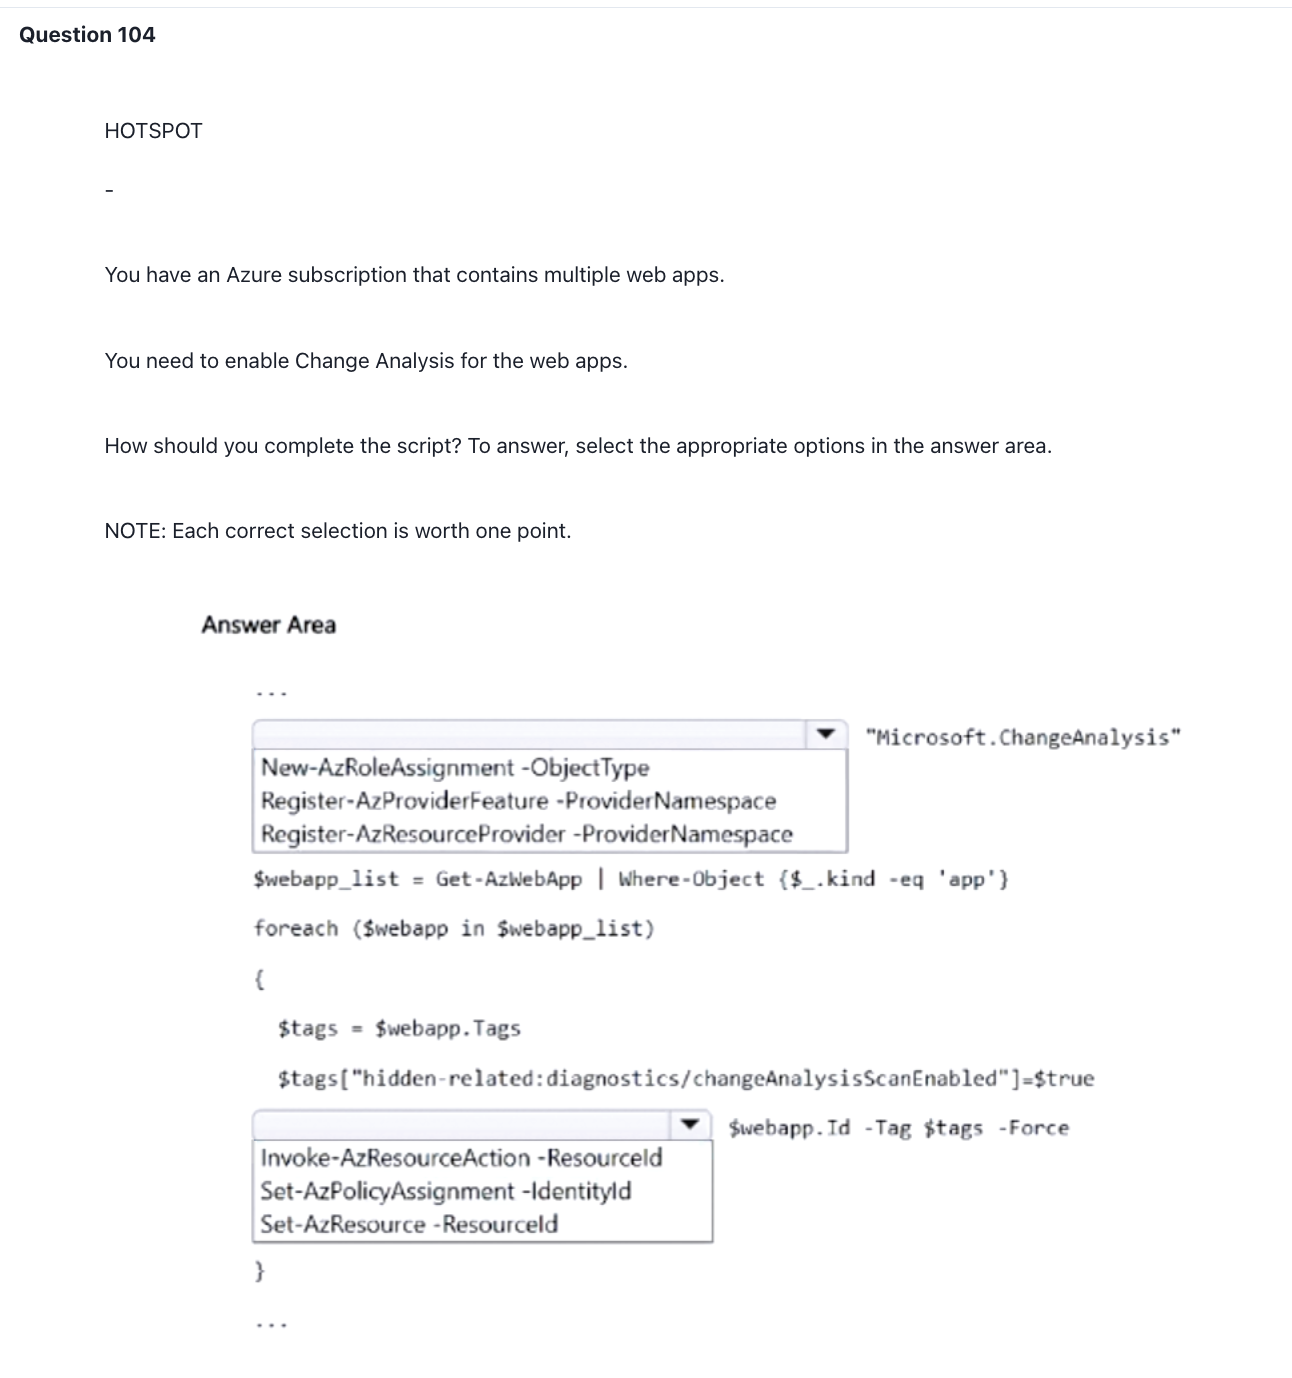 Question 104
HOTSPOT
-
You have an Azure subscription that contains multiple web apps.
You need to enable Change Analysis for the web apps.
How should you complete the script? To answer, select the appropriate options in the answer area.
NOTE: Each correct selection is worth one point.
Answer Area
...
"Microsoft.ChangeAnalysis"
New-AzRoleAssignment -ObjectType
Register-AzProviderFeature -ProviderNamespace
Register-AzResourceProvider -ProviderNamespace
$webapp_list = Get-AzWebApp | Where-Object {$_.kind -eq 'app'}
foreach ($webapp in $webapp_list)
{
$tags = $webapp.Tags
$tags["hidden-related:diagnostics/changeAnalysisScanEnabled"]=$true
$webapp.Id -Tag $tags -Force
Invoke-AzResourceAction -ResourceId
Set-AzPolicyAssignment -IdentityId
Set-AzResource -ResourceId
}
...